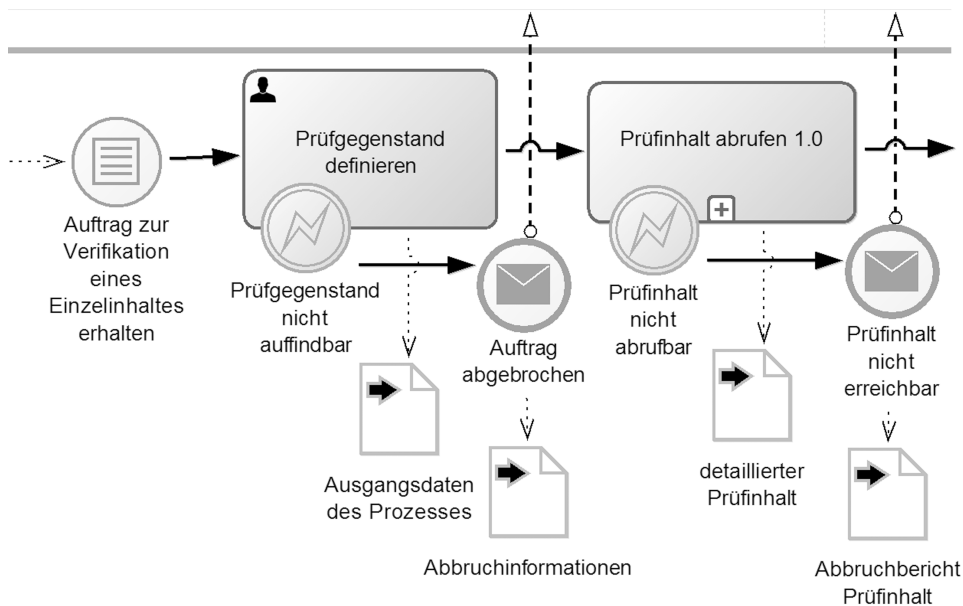 Auftrag zur
Verifikation
eines
Einzelinhaltes
erhalten
Prüfgegenstand
definieren
Prüfgegenstand
nicht
auffindbar
Auftrag
abgebrochen
Ausgangsdaten
des Prozesses
Abbruchinformationen
Prüfinhalt abrufen 1.0
Prüfinhalt
nicht
abrufbar
Prüfinhalt
nicht
erreichbar
detaillierter
Prüfinhalt
Abbruchbericht
Prüfinhalt